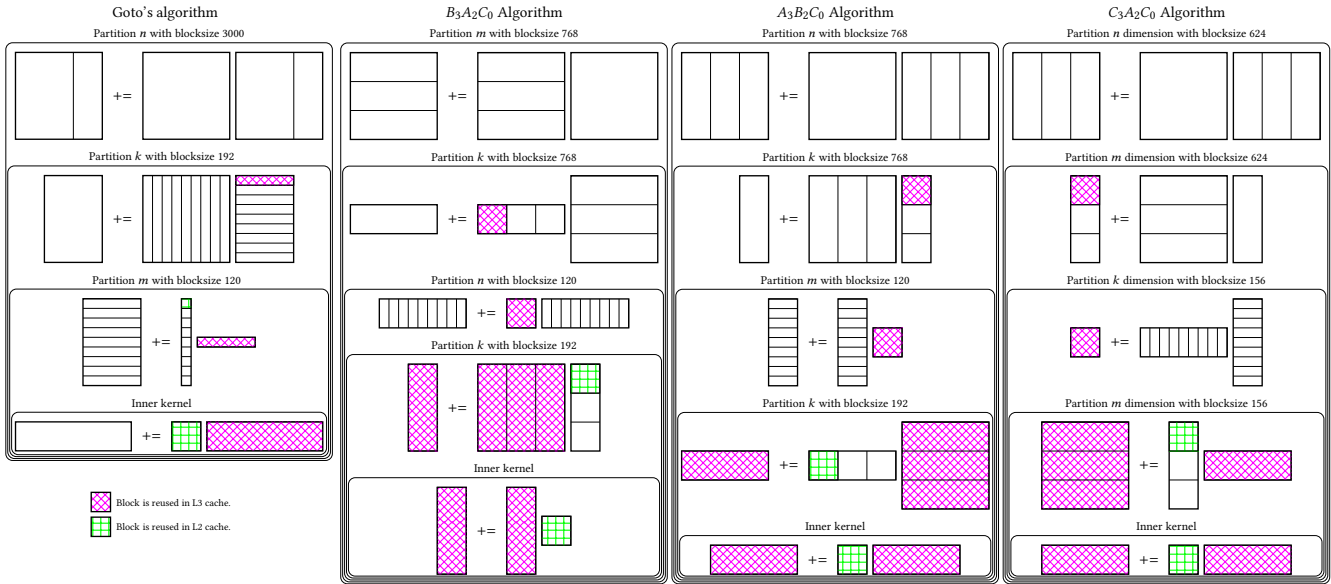 Goto's algorithm
Partition n with blocksize 3000
+=
Partition k with blocksize 192
+=
Partition m with blocksize 120
+=
Inner kernel
+=
Block is reused in L3 cache.
Block is reused in L2 cache.
B₃A₂C₀ Algorithm
Partition m with blocksize 768
+=
Partition k with blocksize 768
+=
Partition n with blocksize 120
+=
Partition k with blocksize 192
+=
Inner kernel
+=
A₃B₂C₀ Algorithm
Partition n with blocksize 768
+=
Partition k with blocksize 768
+=
Partition m with blocksize 120
+=
Partition k with blocksize 192
+=
Inner kernel
+=
C₃A₂C₀ Algorithm
Partition n dimension with blocksize 624
+=
Partition m dimension with blocksize 624
+=
Partition k dimension with blocksize 156
+=
Partition m dimension with blocksize 156
+=
Inner kernel
+=